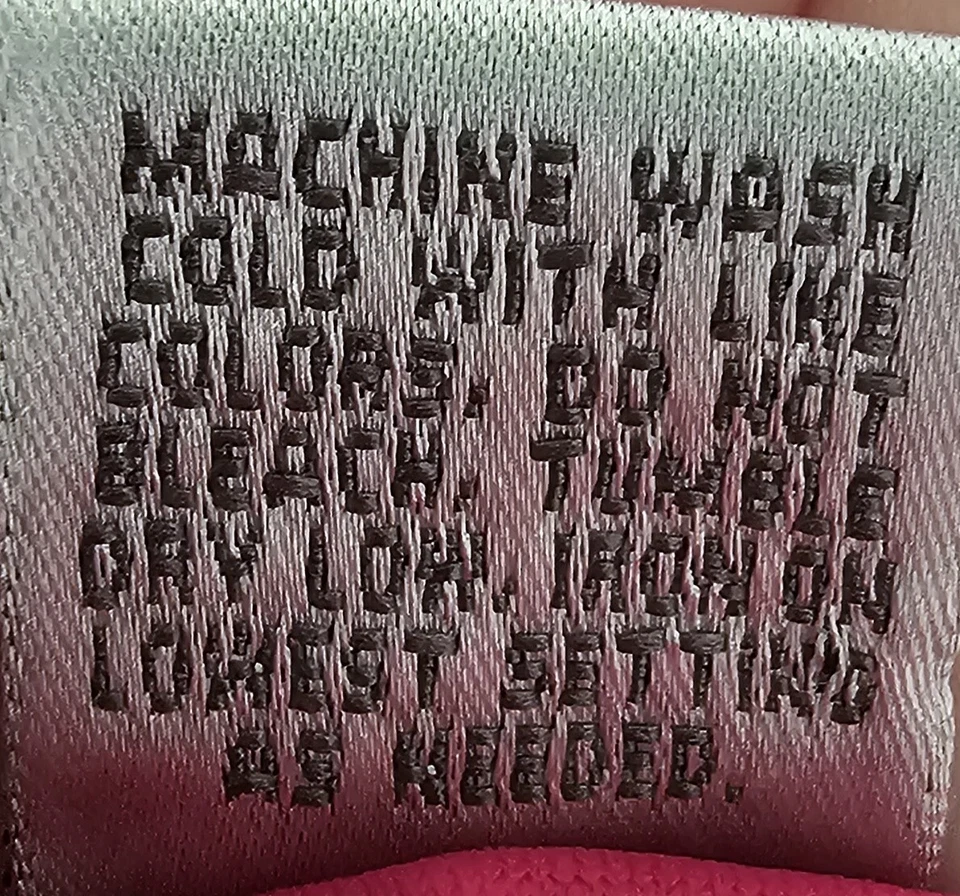 MACHINE WASH
COLD WITH LIKE
COLORS. DO NOT
BLEACH. TUMBLE
DRY LOW. IRON ON
LOWEST SETTING
AS NEEDED.